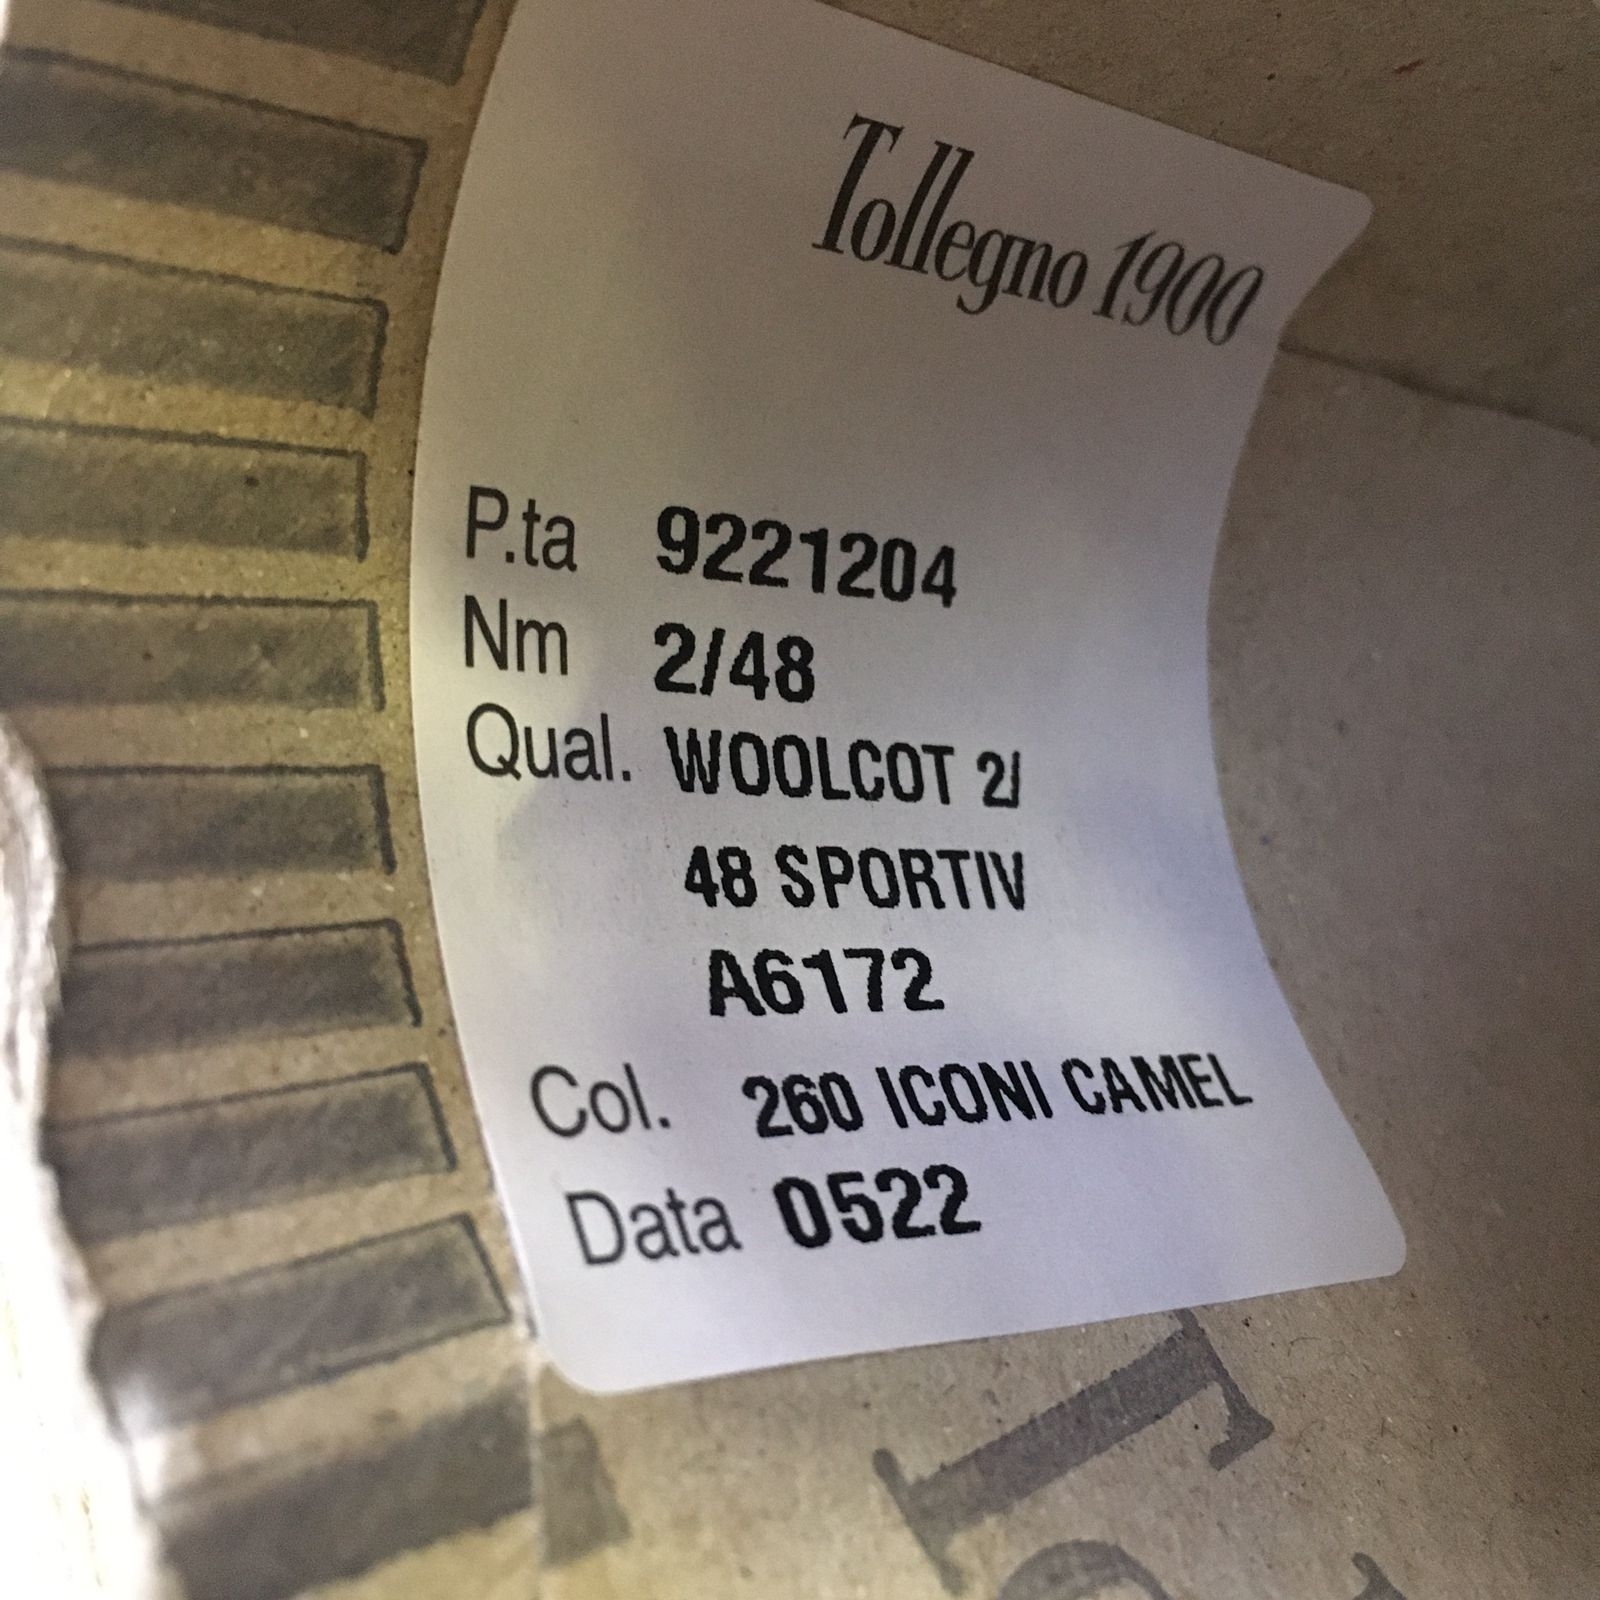 Tollegno 1900
P.ta 9221204
Nm 2/48
Qual. WOOLCOT 2/
48 SPORTIV
A6172
Col. 260 ICONI CAMEL
Data 0522